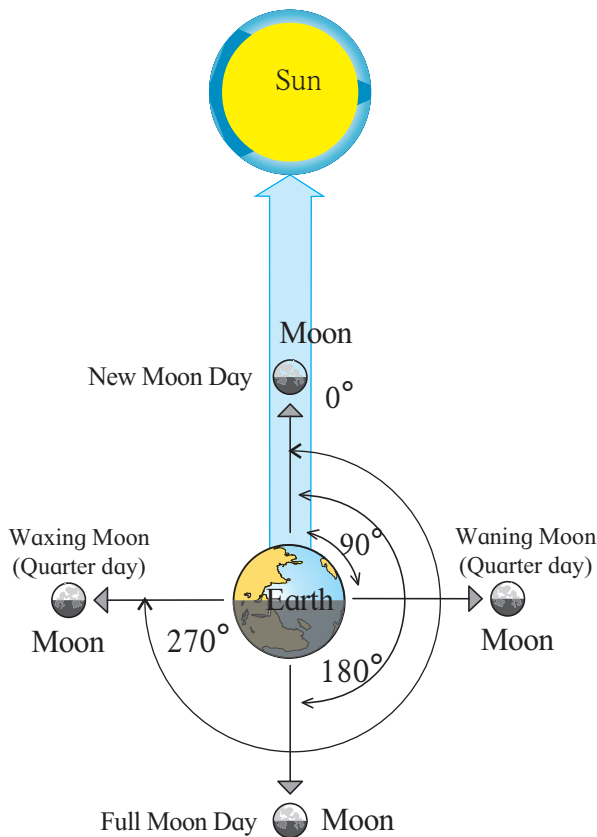 Sun
Moon
New Moon Day
0°
90°
Waxing Moon
(Quarter day)
Waning Moon
(Quarter day)
Earth
Moon
270°
180°
Moon
Full Moon Day
Moon